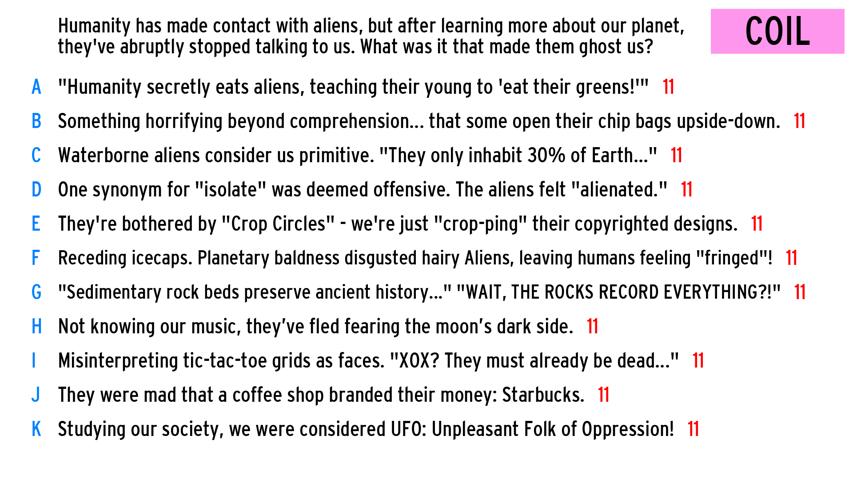 Humanity has made contact with aliens, but after learning more about our planet,
they've abruptly stopped talking to us. What was it that made them ghost us?
COIL
A "Humanity secretly eats aliens, teaching their young to 'eat their greens!'" 11
B Something horrifying beyond comprehension... that some open their chip bags upside-down. 11
C Waterborne aliens consider us primitive. "They only inhabit 30% of Earth..." 11
D One synonym for "isolate" was deemed offensive. The aliens felt "alienated." 11
E They're bothered by "Crop Circles" - we're just "crop-ping" their copyrighted designs. 11
F Receding icecaps. Planetary baldness disgusted hairy Aliens, leaving humans feeling "fringed"! 11
G "Sedimentary rock beds preserve ancient history..." "WAIT, THE ROCKS RECORD EVERYTHING?!" 11
H Not knowing our music, they’ve fled fearing the moon’s dark side. 11
I Misinterpreting tic-tac-toe grids as faces. "XOX? They must already be dead..." 11
J They were mad that a coffee shop branded their money: Starbucks. 11
K Studying our society, we were considered UFO: Unpleasant Folk of Oppression! 11